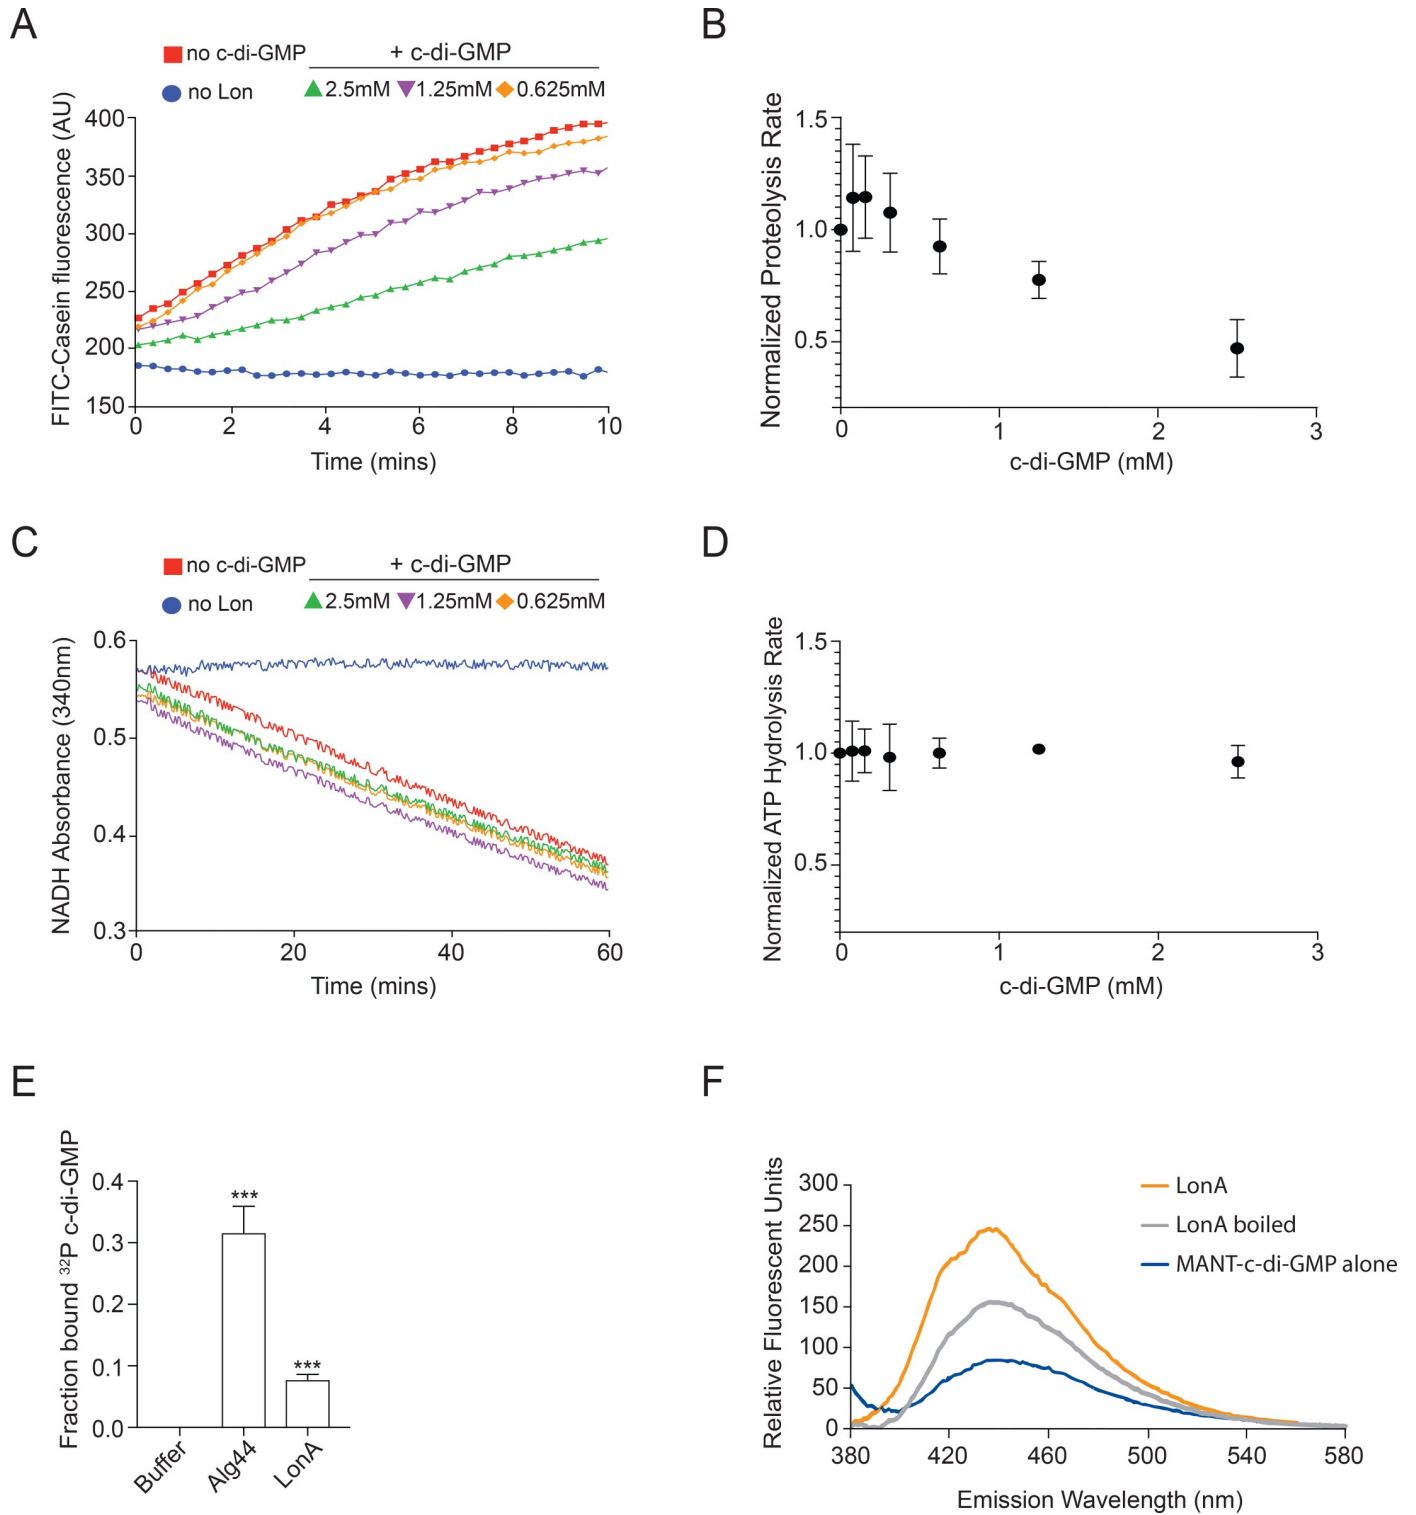 A
no c-di-GMP
+ c-di-GMP
no Lon
2.5mM
1.25mM
0.625mM
FITC-Casein fluorescence (AU)
400
350
300
250
200
150
0 2 4 6 8 10
Time (mins)
B
Normalized Proteolysis Rate
1.5
1.0
0.5
0 1 2 3
c-di-GMP (mM)
C
no c-di-GMP
+ c-di-GMP
no Lon
2.5mM
1.25mM
0.625mM
NADH Absorbance (340nm)
0.6
0.5
0.4
0.3
0 20 40 60
Time (mins)
D
Normalized ATP Hydrolysis Rate
1.5
1.0
0.5
0 1 2 3
c-di-GMP (mM)
E
Fraction bound ³²P c-di-GMP
0.4
0.3
0.2
0.1
0.0
***
***
Buffer
Alg44
LonA
F
Relative Fluorescent Units
300
250
200
150
100
50
0
LonA
LonA boiled
MANT-c-di-GMP alone
380 420 460 500 540 580
Emission Wavelength (nm)